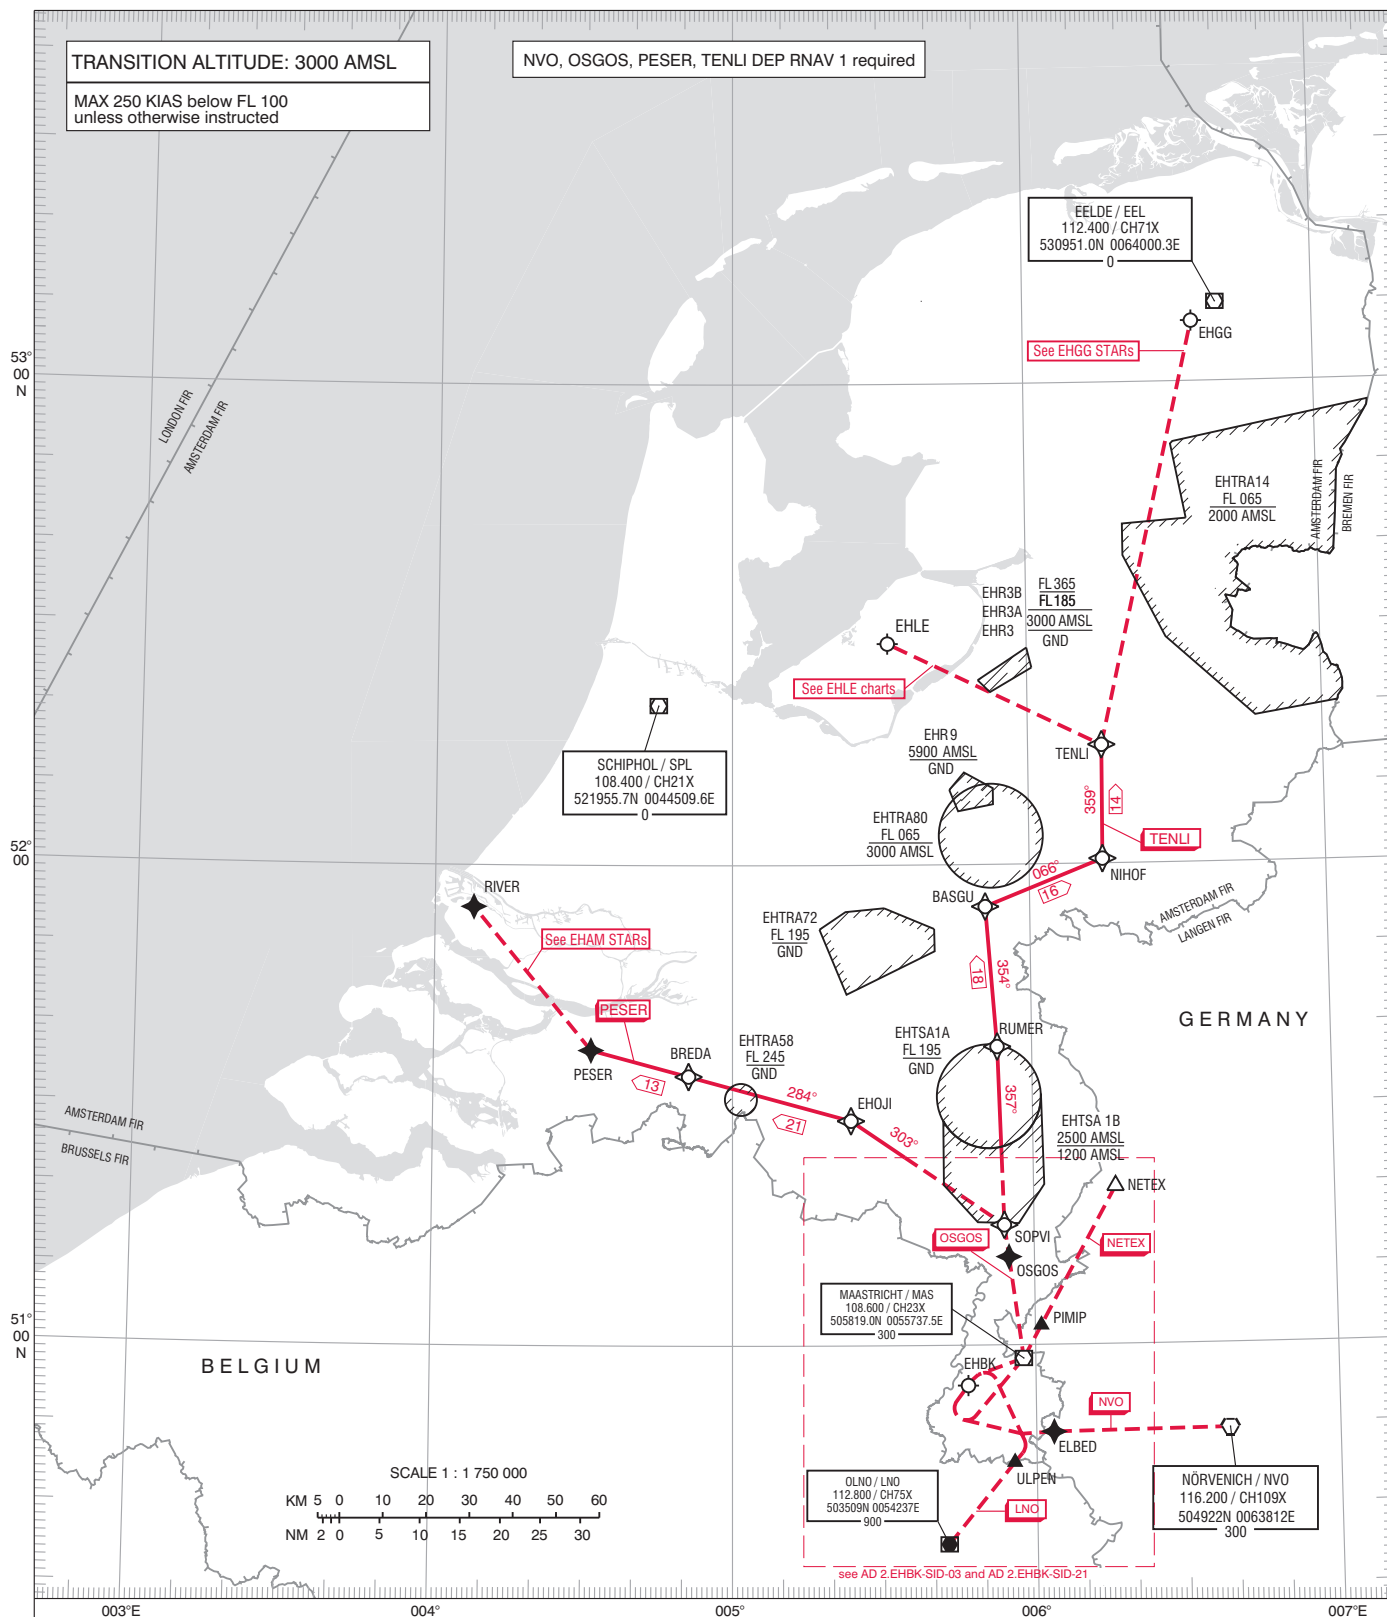 TRANSITION ALTITUDE: 3000 AMSL
MAX 250 KIAS below FL 100
unless otherwise instructed
NVO, OSGOS, PESER, TENLI DEP RNAV 1 required
EELDE / EEL
112.400 / CH71X
530951.0N 0064000.3E
0
EHGG
See EHGG STARs
53°
00
N
LONDON FIR
AMSTERDAM FIR
EHTRA14
FL 065
2000 AMSL
AMSTERDAM FIR
BREMEN FIR
EHR3B
EHR3A
EHR3
FL 365
FL 185
3000 AMSL
GND
EHLE
See EHLE charts
TENLI
SCHIPHOL / SPL
108.400 / CH21X
521955.7N 0044509.6E
0
EHR 9
5900 AMSL
GND
359°
14
TENLI
EHTRA80
FL 065
3000 AMSL
52°
00
NIHOF
066°
16
BASGU
RIVER
AMSTERDAM FIR
LANGEN FIR
EHTRA72
FL 195
GND
See EHAM STARs
18
354°
PESER
GERMANY
RUMER
EHTSA1A
FL 195
GND
EHTRA58
FL 245
GND
BREDA
PESER
13
284°
21
EHOJI
357°
303°
EHTSA 1B
2500 AMSL
1200 AMSL
AMSTERDAM FIR
BRUSSELS FIR
NETEX
OSGOS
SOPVI
NETEX
OSGOS
MAASTRICHT / MAS
108.600 / CH23X
505819.0N 0055737.5E
300
PIMIP
51°
00
N
BELGIUM
EHBK
NVO
ELBED
ULPEN
OLNO / LNO
112.800 / CH75X
503509N 0054237E
900
LNO
NÖRVENICH / NVO
116.200 / CH109X
504922N 0063812E
300
SCALE 1 : 1 750 000
KM 5 0 10 20 30 40 50 60
NM 2 0 5 10 15 20 25 30
see AD 2.EHBK-SID-03 and AD 2.EHBK-SID-21
003°E 004° 005° 006° 007°E